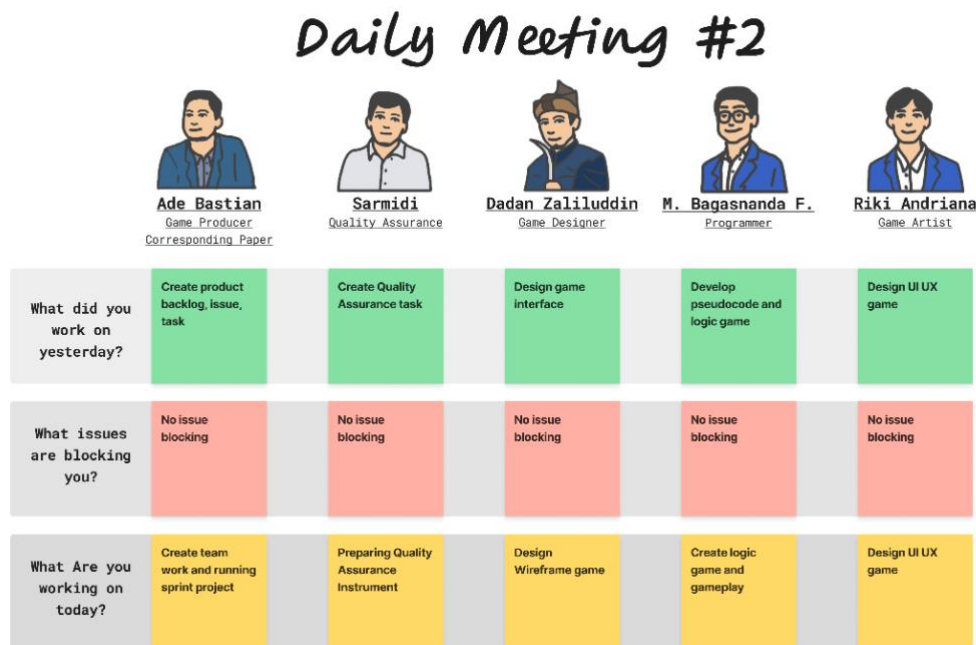 Daily Meeting #2
Ade Bastian
Game Producer
Corresponding Paper
Sarmidi
Quality Assurance
Dadan Zaliluddin
Game Designer
M. Bagasnanda F.
Programmer
Riki Andriana
Game Artist
What did you
work on
yesterday?
Create product
backlog, issue,
task
Create Quality
Assurance task
Design game
interface
Develop
pseudocode and
logic game
Design UI UX
game
What issues
are blocking
you?
No issue
blocking
No issue
blocking
No issue
blocking
No issue
blocking
No issue
blocking
What Are you
working on
today?
Create team
work and running
sprint project
Preparing Quality
Assurance
Instrument
Design
Wireframe game
Create logic
game and
gameplay
Design UI UX
game